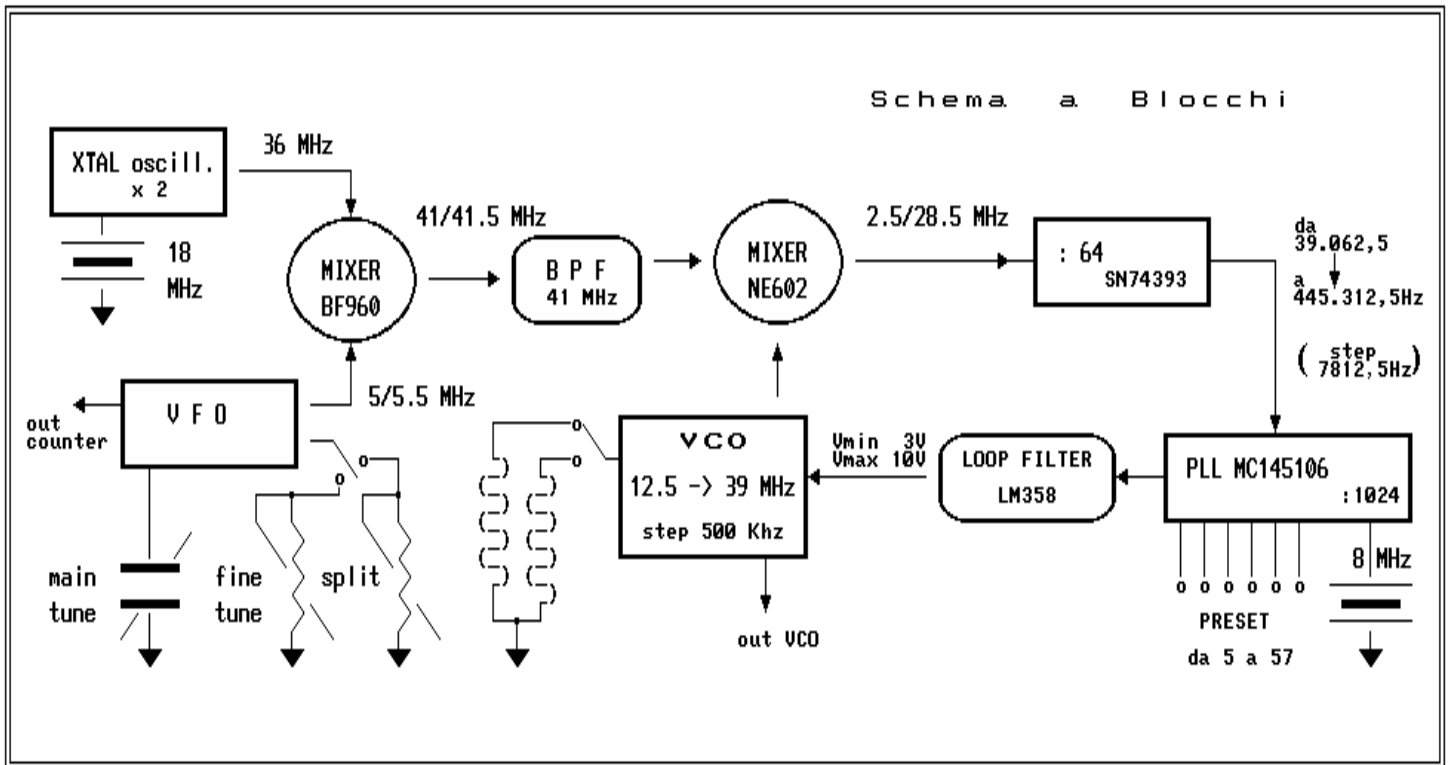 Schema a Blocchi
XTAL oscill.
x 2
36 MHz
18
MHz
MIXER
BF960
41/41.5 MHz
B P F
41 MHz
MIXER
NE602
2.5/28.5 MHz
: 64
SN74393
da
39.062,5
a
445.312,5Hz
( step
7812,5Hz)
out
counter
V F O
5/5.5 MHz
main
tune
fine
tune
split
o
o
o
o
VCO
12.5 -> 39 MHz
step 500 Khz
out VCO
Vmin 3V
Vmax 10V
LOOP FILTER
LM358
PLL MC145106
:1024
o o o o o o
PRESET
da 5 a 57
8 MHz